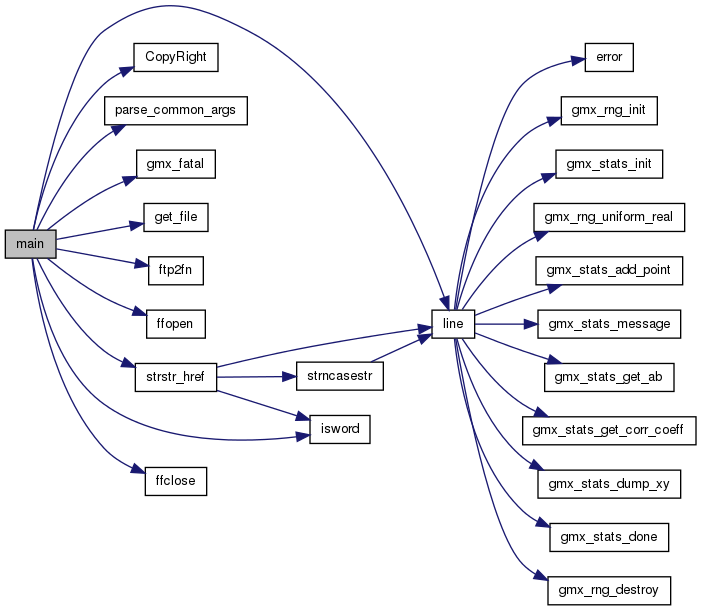 main
CopyRight
parse_common_args
gmx_fatal
get_file
ftp2fn
ffopen
strstr_href
ffclose
strncasestr
isword
line
error
gmx_rng_init
gmx_stats_init
gmx_rng_uniform_real
gmx_stats_add_point
gmx_stats_message
gmx_stats_get_ab
gmx_stats_get_corr_coeff
gmx_stats_dump_xy
gmx_stats_done
gmx_rng_destroy